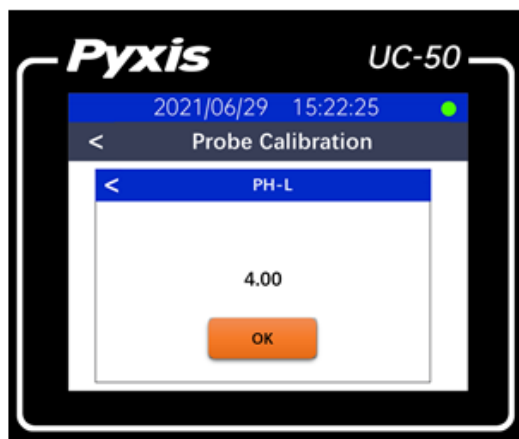 Pyxis UC-50
2021/06/29 15:22:25
< Probe Calibration
< PH-L
4.00
OK